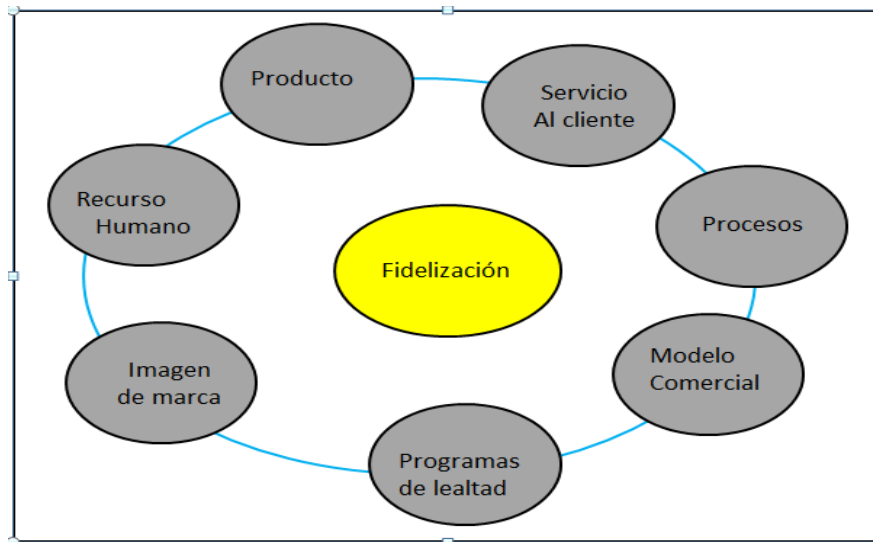 Producto
Servicio
Al cliente
Recurso
Humano
Procesos
Fidelización
Imagen
de marca
Modelo
Comercial
Programas
de lealtad